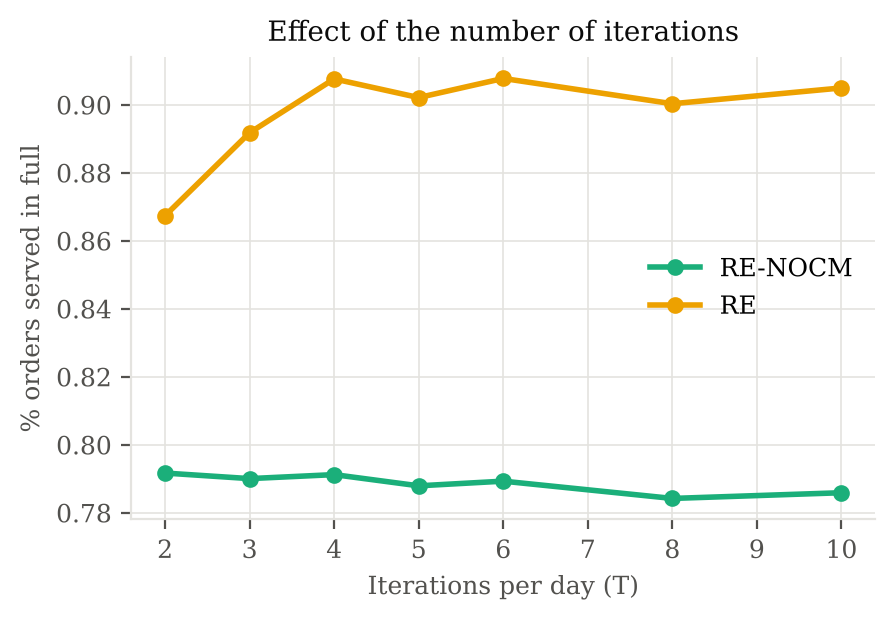 Effect of the number of iterations
% orders served in full
0.90
0.88
0.86
0.84
0.82
0.80
0.78
RE-NOCM
RE
2 3 4 5 6 7 8 9 10
Iterations per day (T)